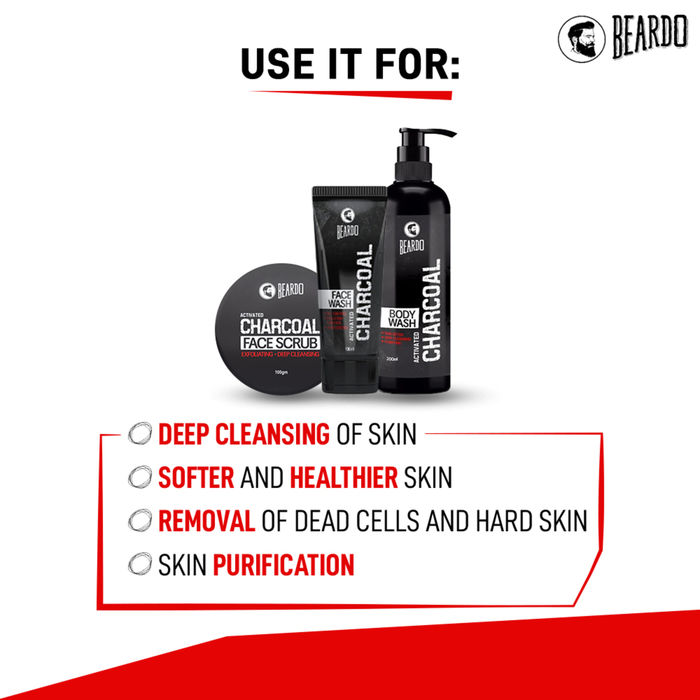 BEARDO
USE IT FOR:
BEARDO
ACTIVATED
CHARCOAL
FACE SCRUB
EXFOLIATING • DEEP CLEANSING
100gm
BEARDO
FACE
WASH
ACTIVATED
CHARCOAL
BEARDO
BODY
WASH
200ml
ACTIVATED
CHARCOAL
DEEP CLEANSING OF SKIN
SOFTER AND HEALTHIER SKIN
REMOVAL OF DEAD CELLS AND HARD SKIN
SKIN PURIFICATION